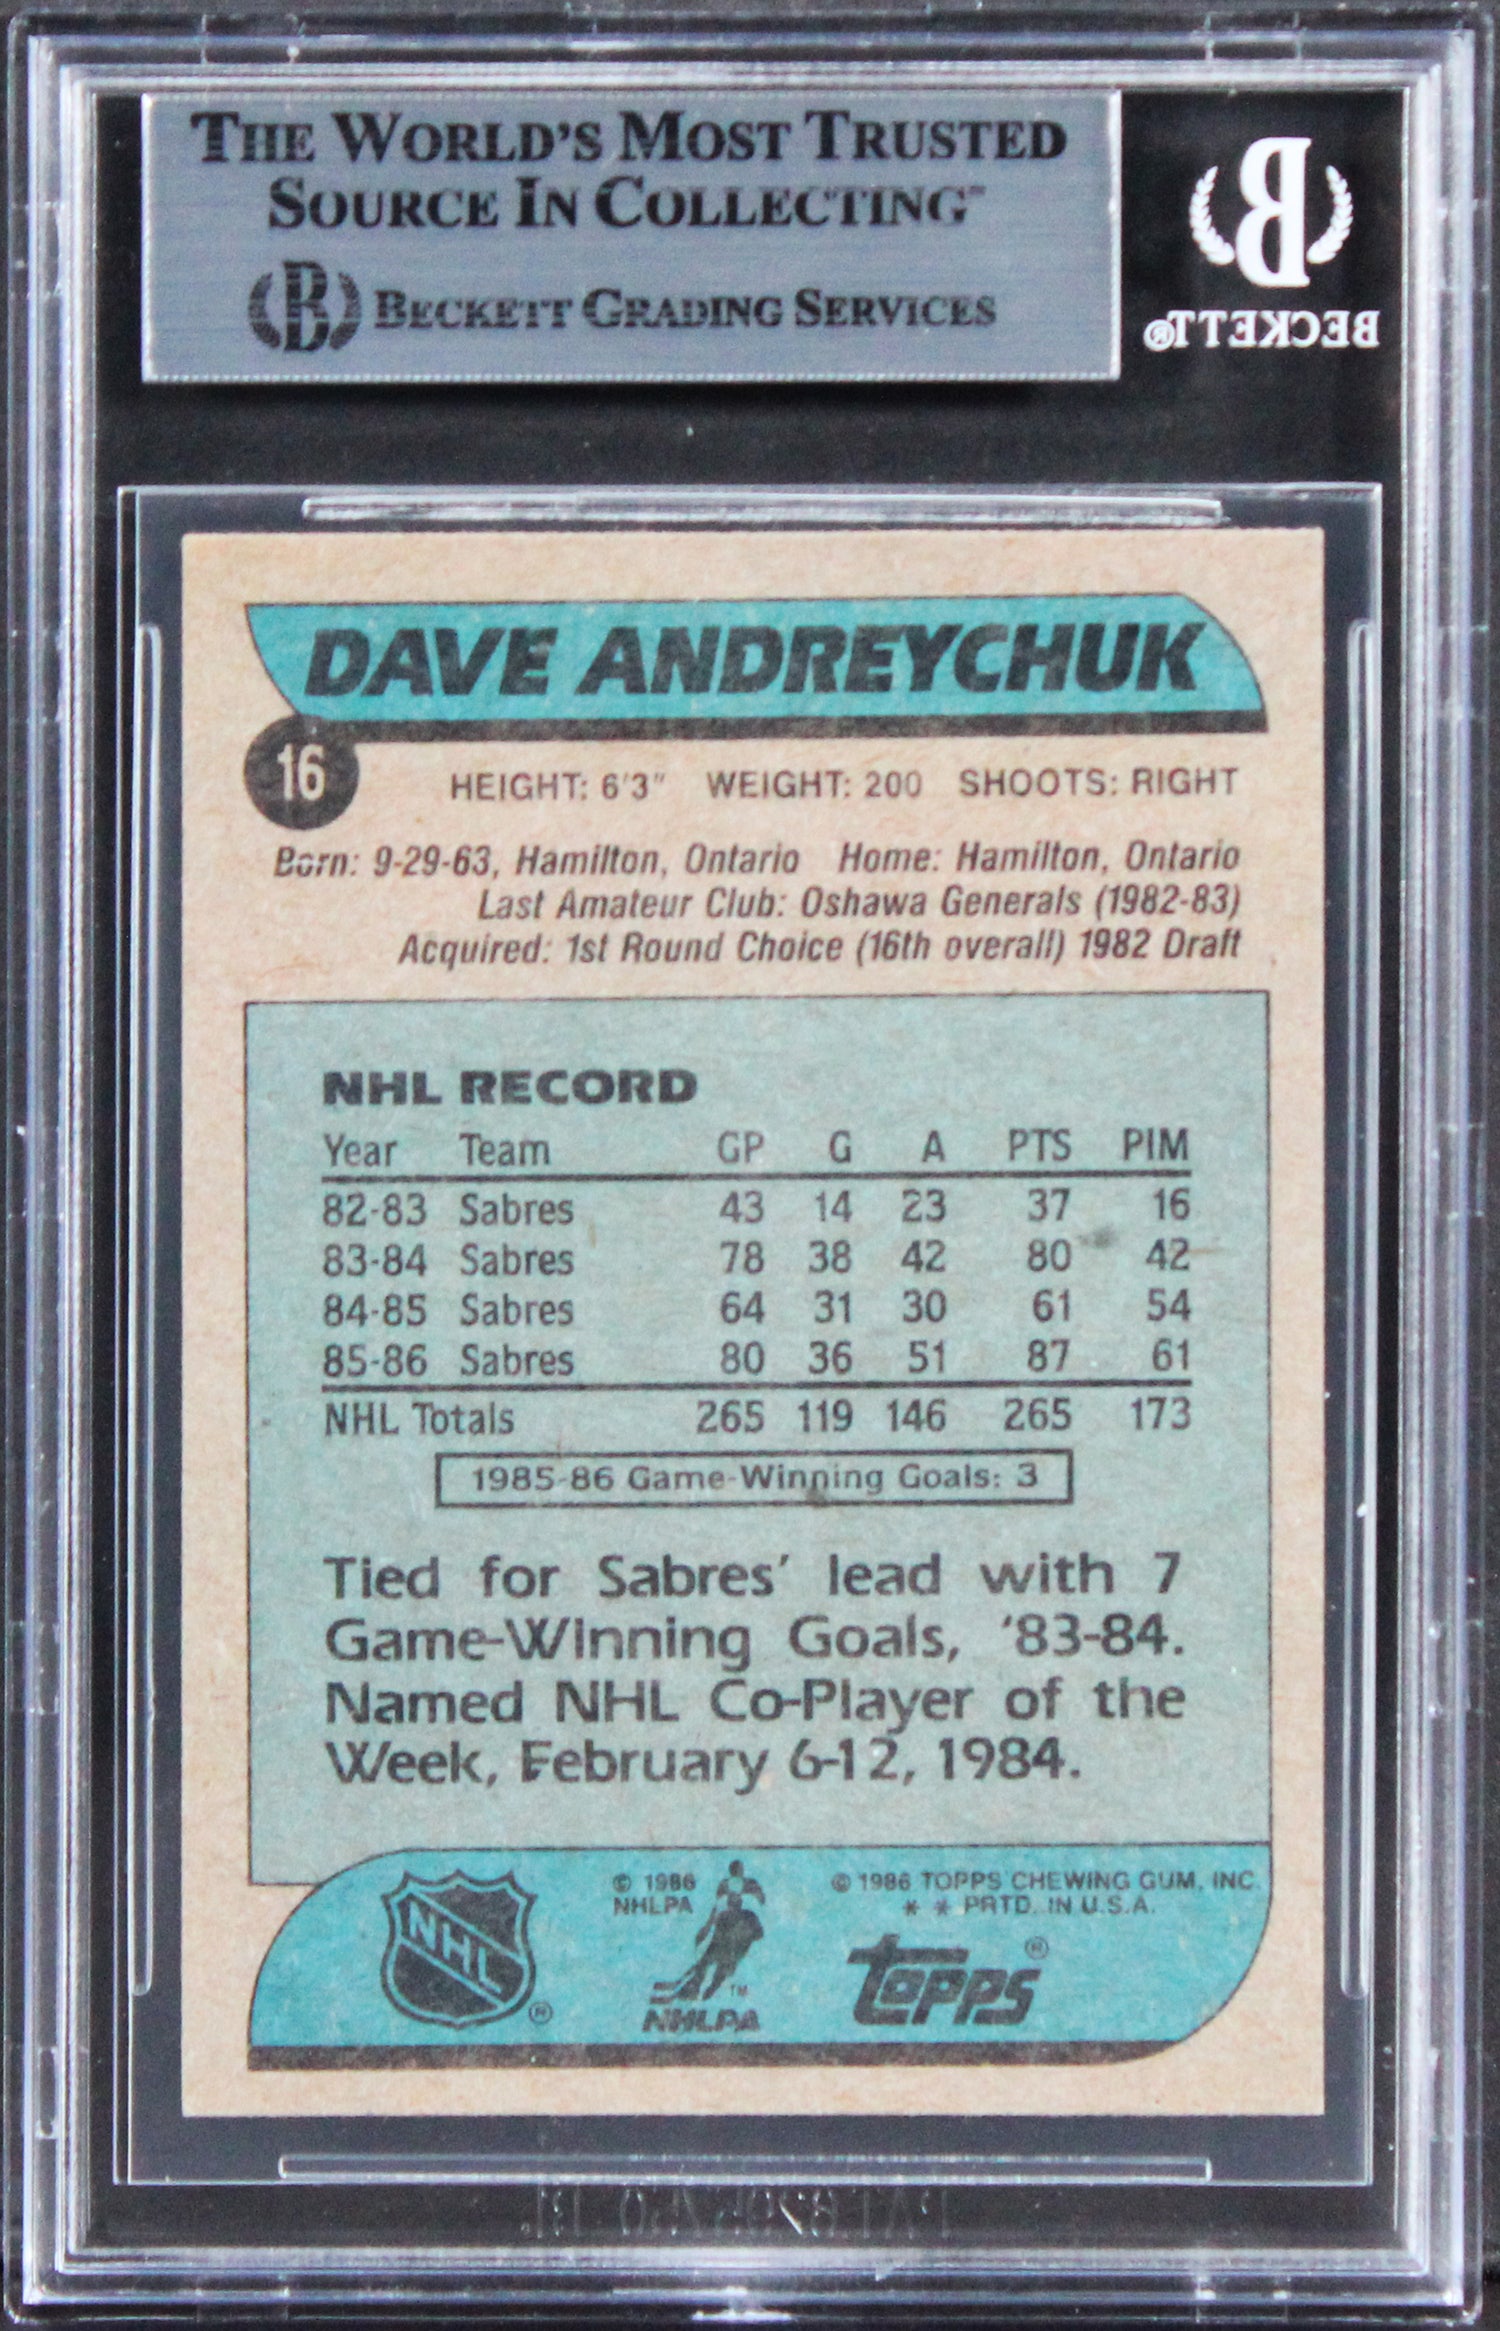 THE WORLD'S MOST TRUSTED
SOURCE IN COLLECTING™
BECKETT GRADING SERVICES
B
BECKETT®
DAVE ANDREYCHUK
16
HEIGHT: 6'3" WEIGHT: 200 SHOOTS: RIGHT
Born: 9-29-63, Hamilton, Ontario Home: Hamilton, Ontario
Last Amateur Club: Oshawa Generals (1982-83)
Acquired: 1st Round Choice (16th overall) 1982 Draft
NHL RECORD
Year Team GP G A PTS PIM
82-83 Sabres 43 14 23 37 16
83-84 Sabres 78 38 42 80 42
84-85 Sabres 64 31 30 61 54
85-86 Sabres 80 36 51 87 61
NHL Totals 265 119 146 265 173
1985-86 Game-Winning Goals: 3
Tied for Sabres' lead with 7
Game-Winning Goals, '83-84.
Named NHL Co-Player of the
Week, February 6-12, 1984.
NHL ®
© 1986
NHLPA
™
NHLPA
© 1986 TOPPS CHEWING GUM, INC.
* * PRTD. IN U.S.A.
topps ®